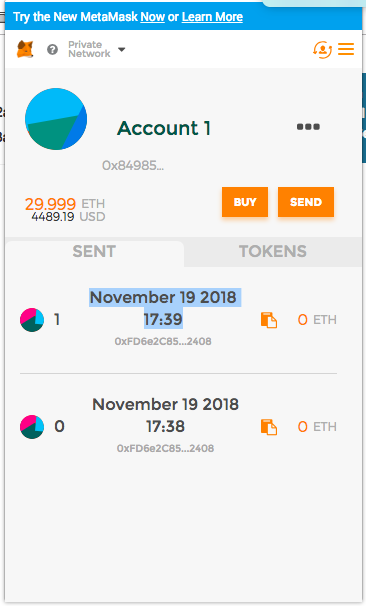 Try the New MetaMask Now or Learn More
Private
Network
Account 1
0x84985...
29.999 ETH
4489.19 USD
BUY
SEND
SENT
TOKENS
1
November 19 2018
17:39
0xFD6e2C85...2408
0 ETH
0
November 19 2018
17:38
0xFD6e2C85...2408
0 ETH